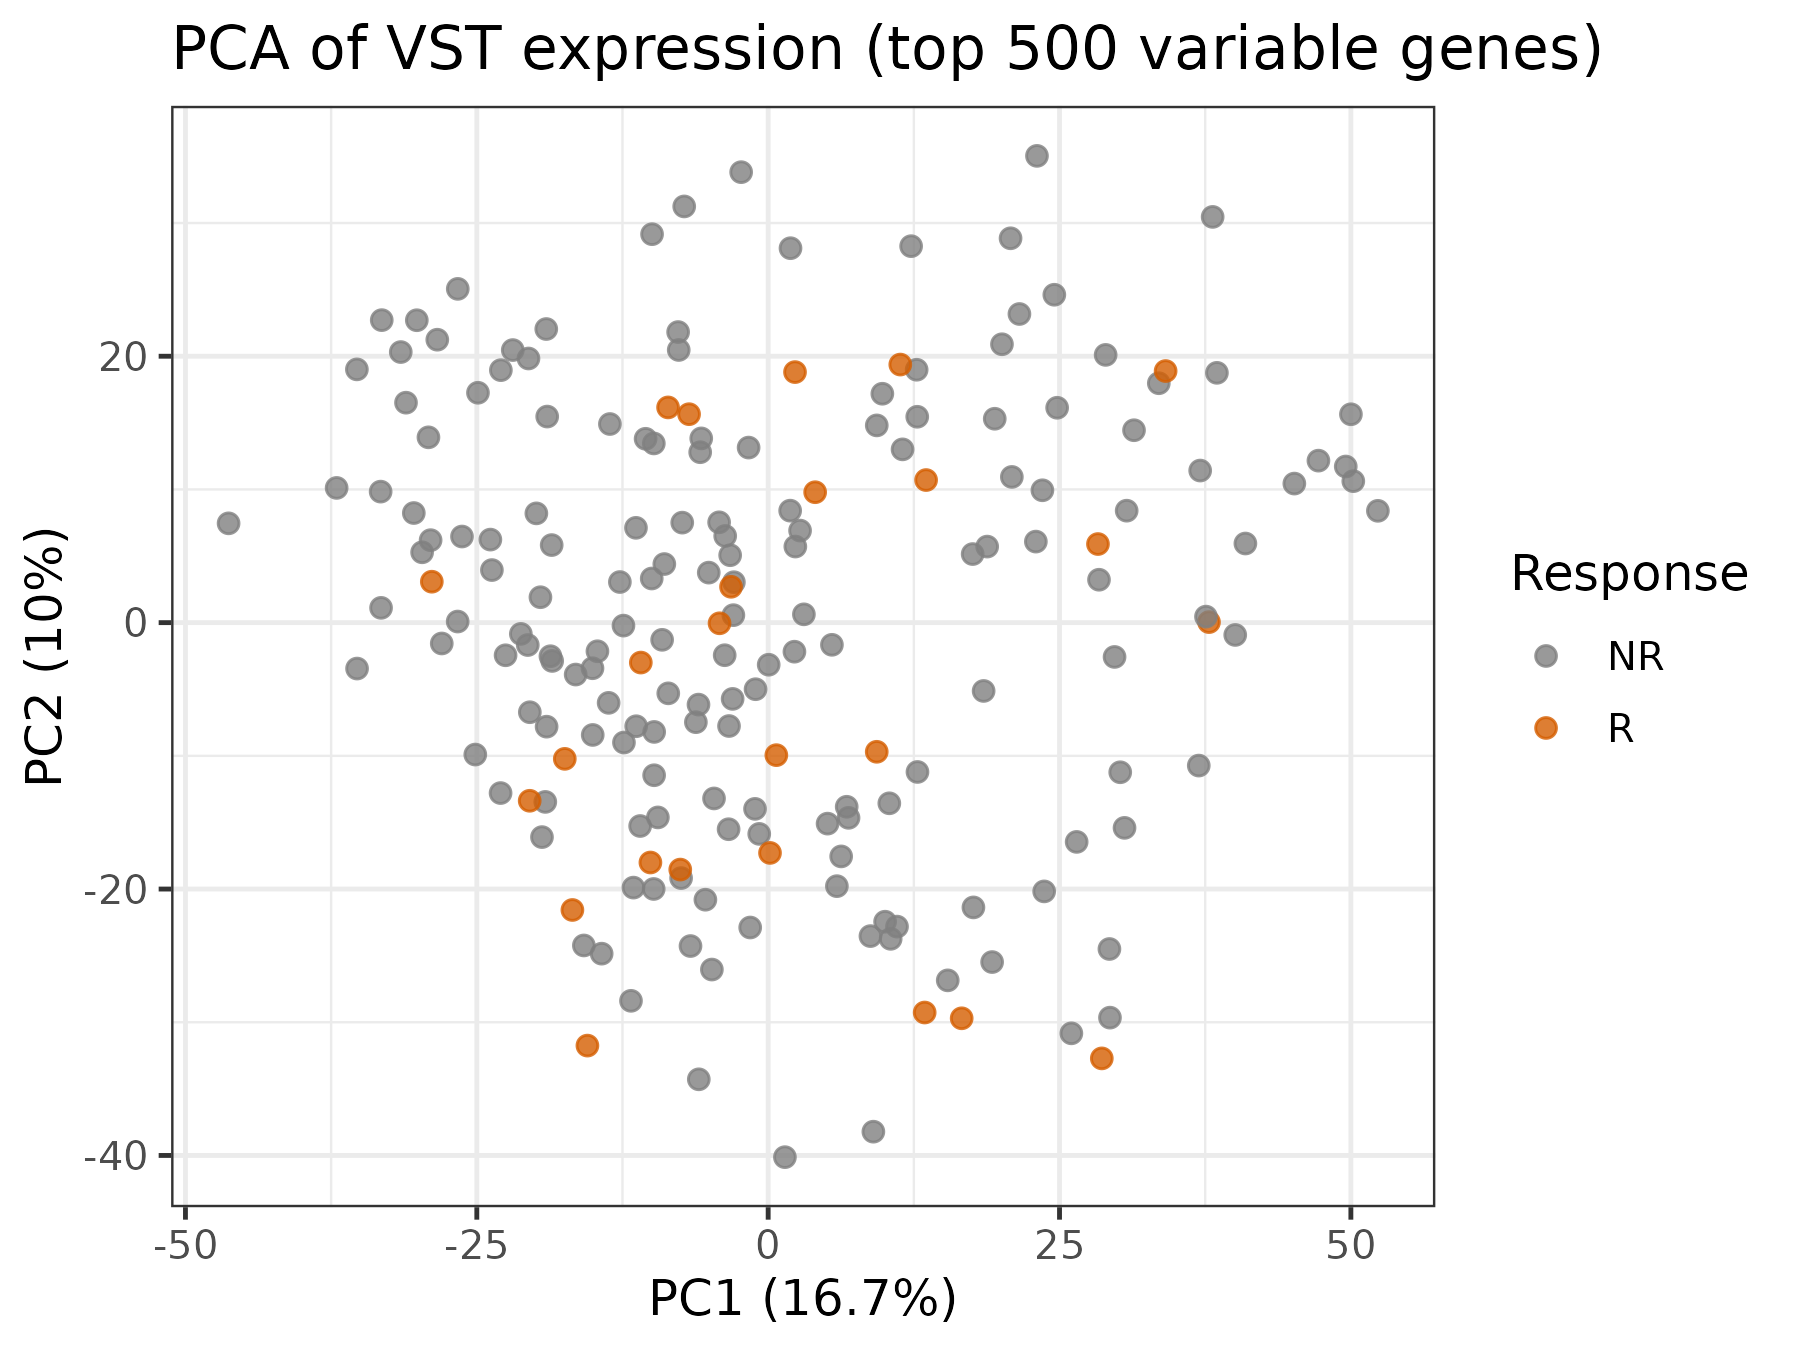 PCA of VST expression (top 500 variable genes)
PC2 (10%)
20
0
-20
-40
-50
-25
0
25
50
PC1 (16.7%)
Response
NR
R